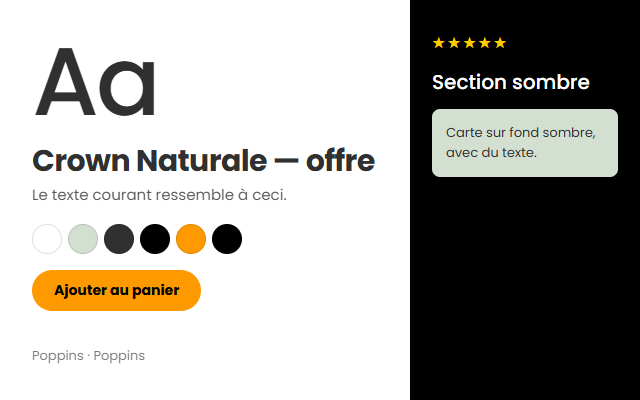 Aa
Crown Naturale — offre
Le texte courant ressemble à ceci.
Ajouter au panier
Poppins · Poppins
★★★★★
Section sombre
Carte sur fond sombre,
avec du texte.